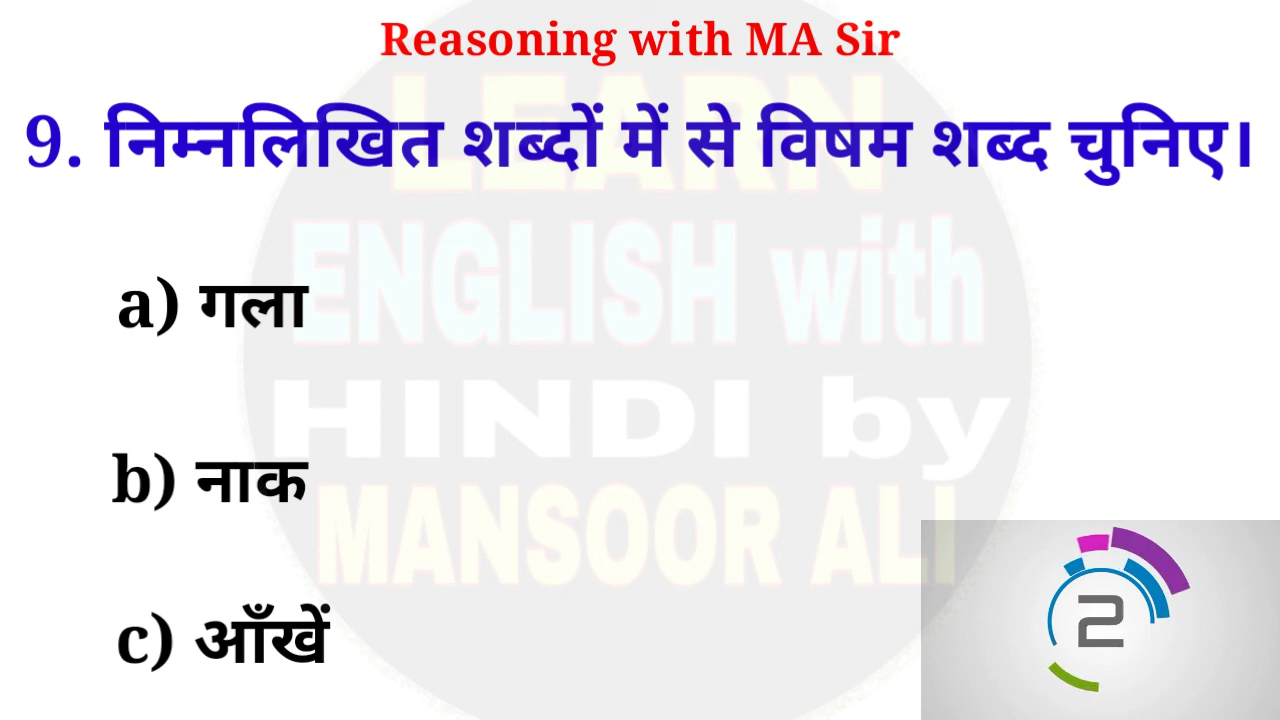 Reasoning with MA Sir
9. निम्नलिखित शब्दों में से विषम शब्द चुनिए।
LEARN
a) गला
ENGLISH with
HINDI by
b) नाक
MANSOOR ALI
c) आँखें
2